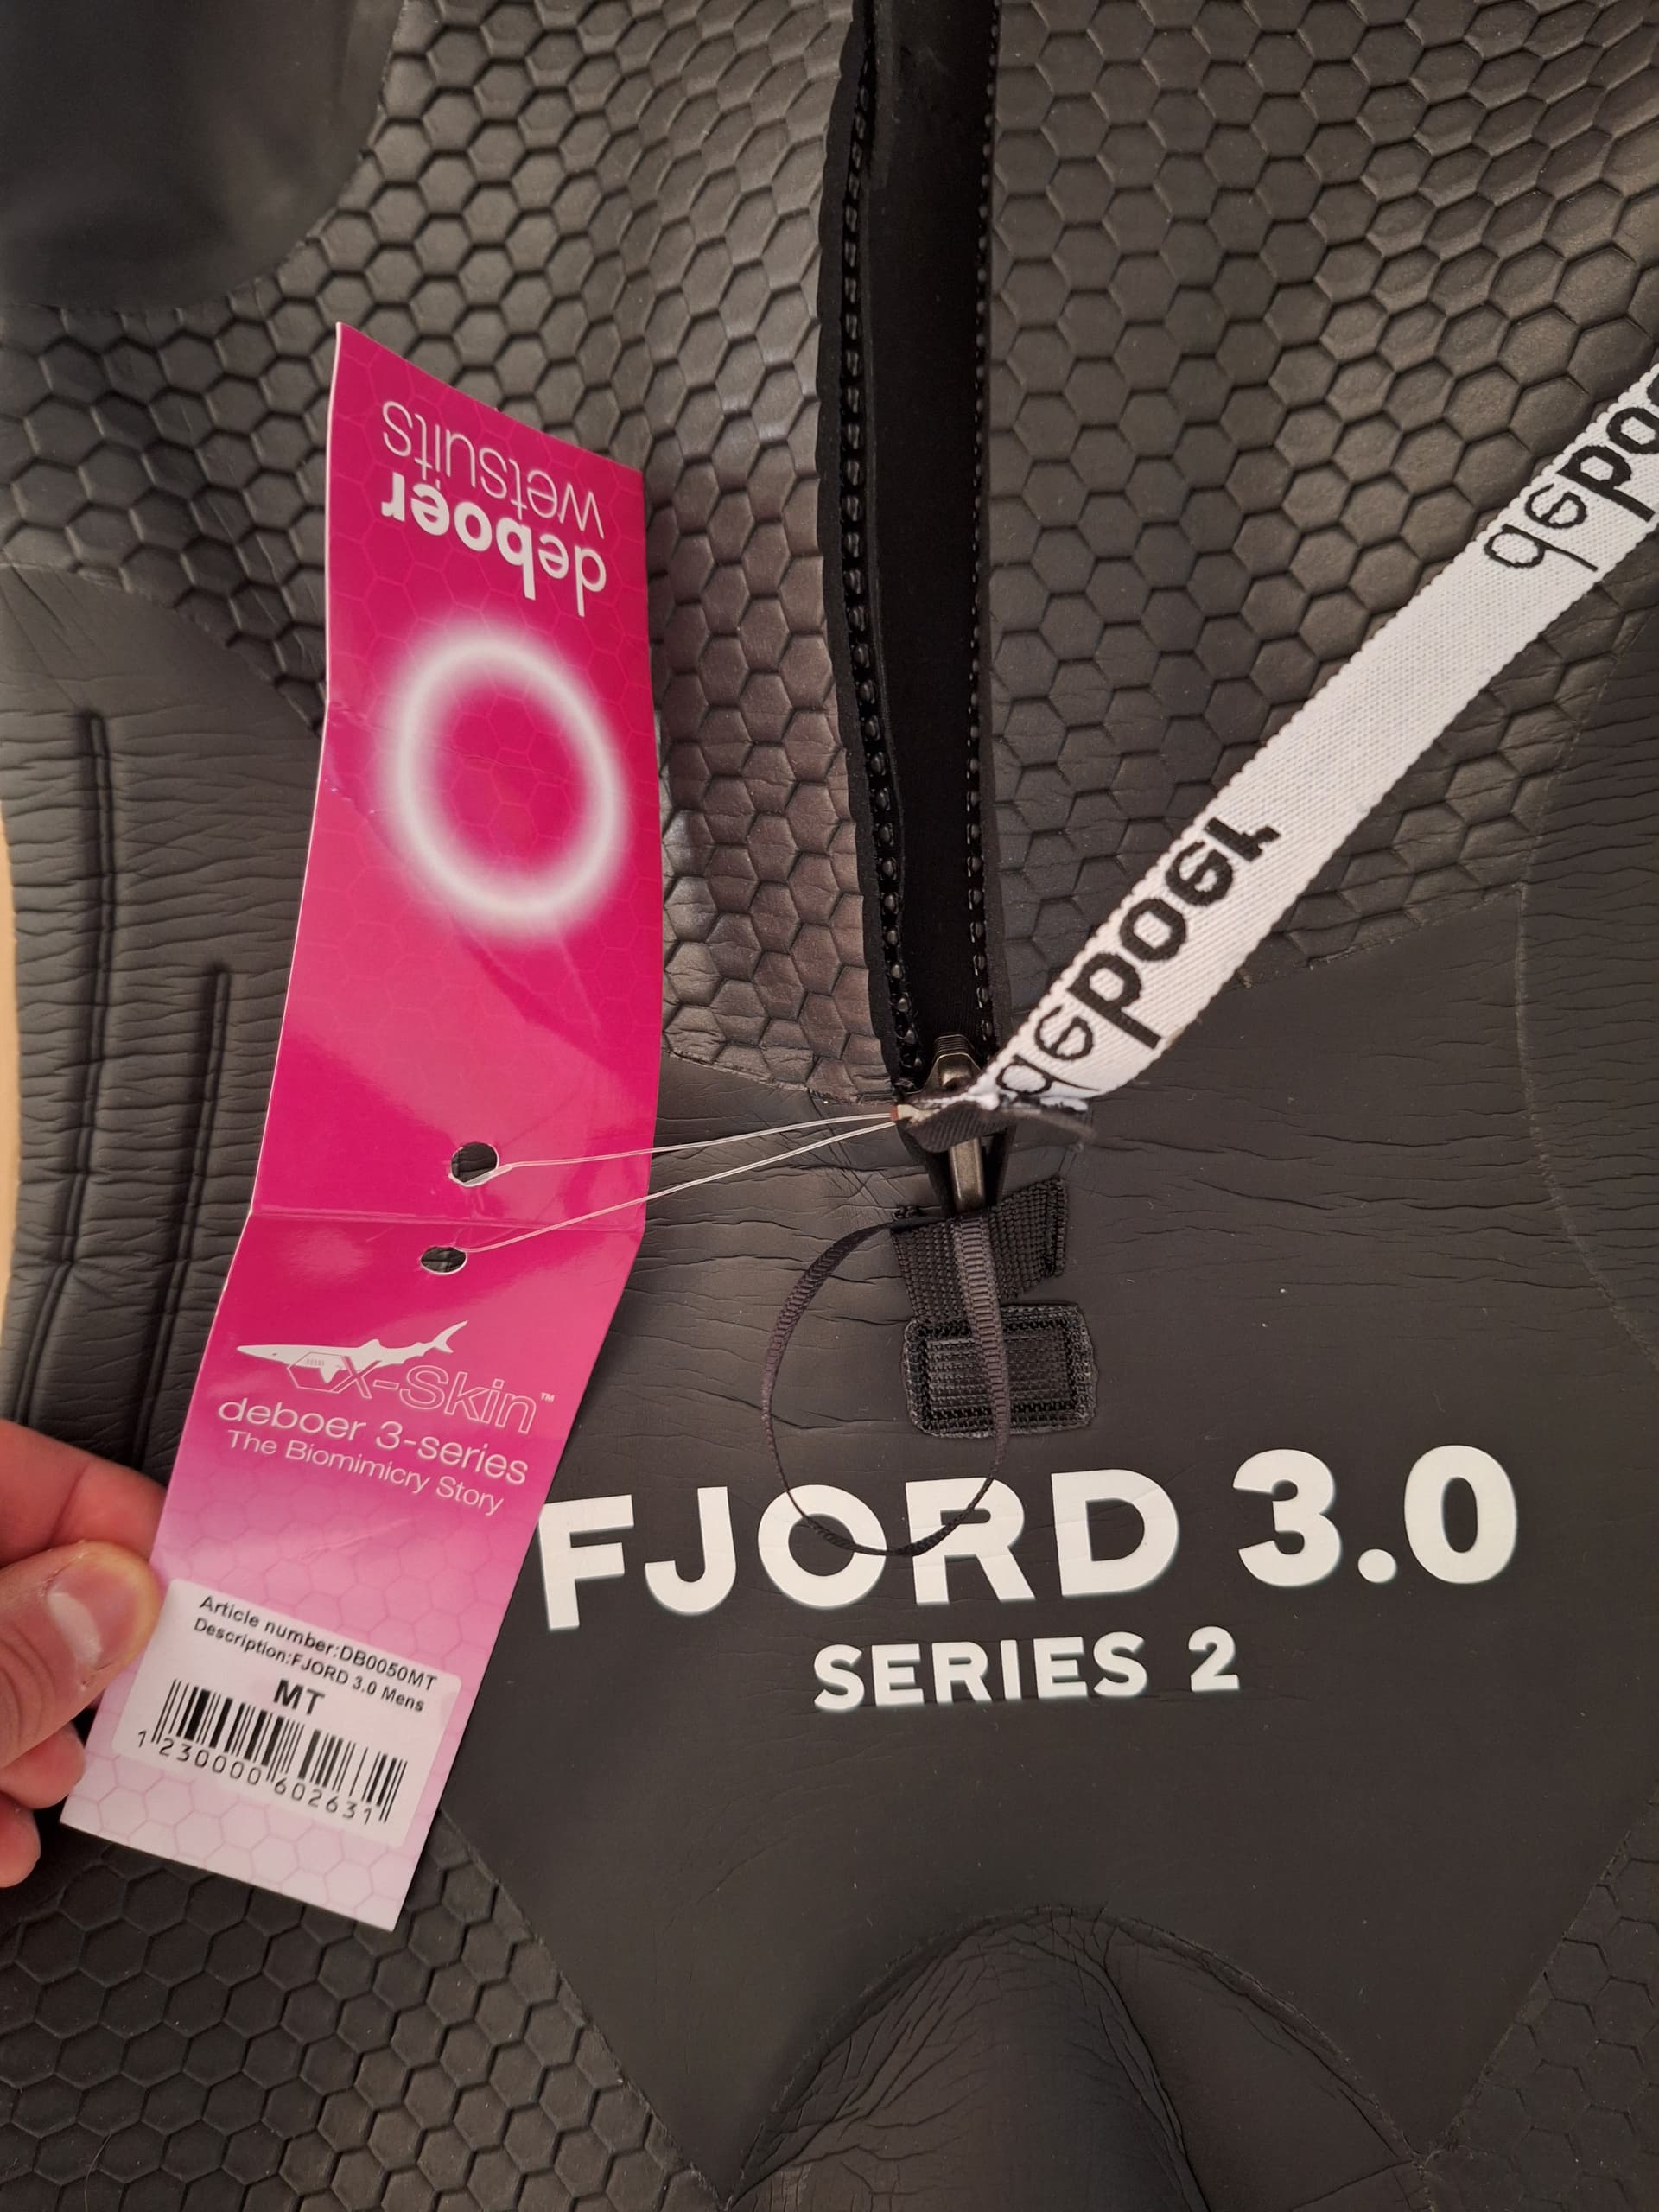 deboer
wetsuits
X-Skin™
deboer 3-series
The Biomimicry Story
Article number:DB0050MT
Description:FJORD 3.0 Mens
MT
1 230000 602631
deboer
deboe
FJORD 3.0
SERIES 2